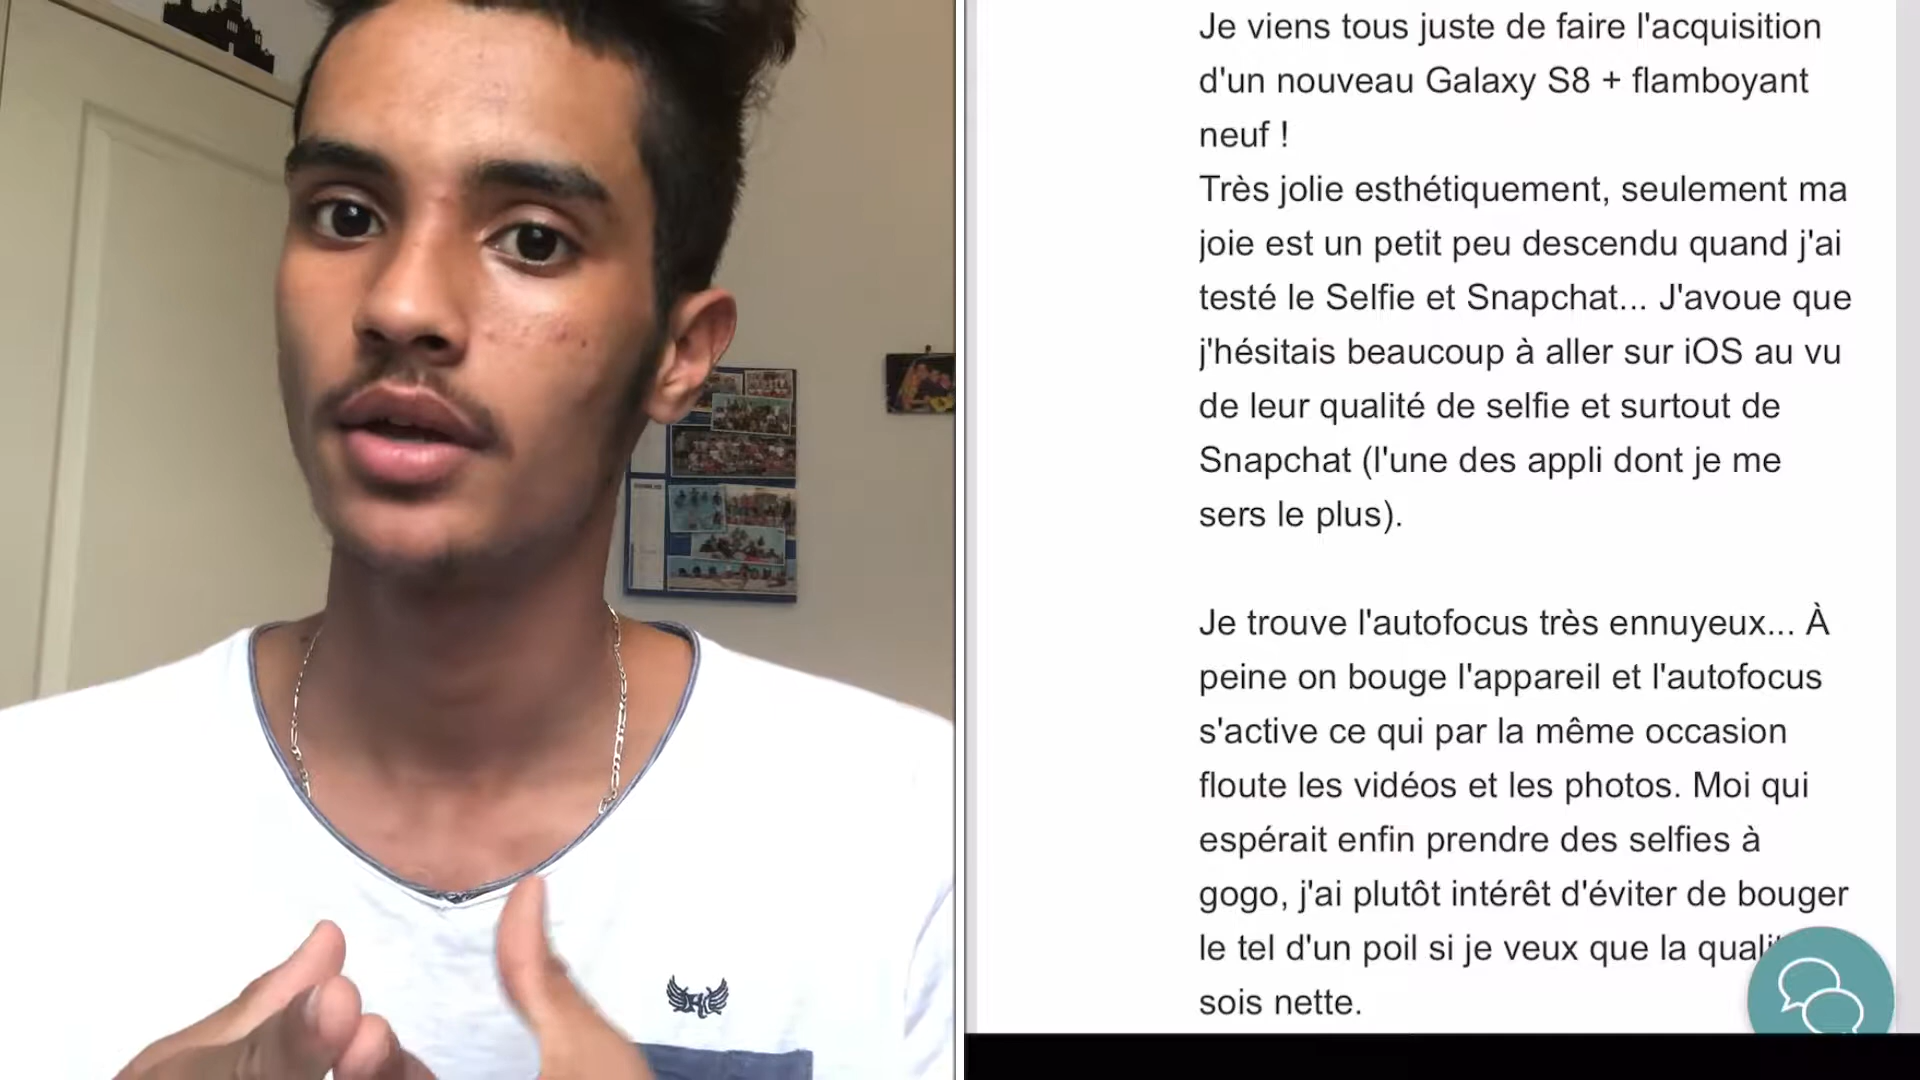 Je viens tous juste de faire l'acquisition
d'un nouveau Galaxy S8 + flamboyant
neuf !
Très jolie esthétiquement, seulement ma
joie est un petit peu descendu quand j'ai
testé le Selfie et Snapchat... J'avoue que
j'hésitais beaucoup à aller sur iOS au vu
de leur qualité de selfie et surtout de
Snapchat (l'une des appli dont je me
sers le plus).
Je trouve l'autofocus très ennuyeux... À
peine on bouge l'appareil et l'autofocus
s'active ce qui par la même occasion
floute les vidéos et les photos. Moi qui
espérait enfin prendre des selfies à
gogo, j'ai plutôt intérêt d'éviter de bouger
le tel d'un poil si je veux que la
sois nette.